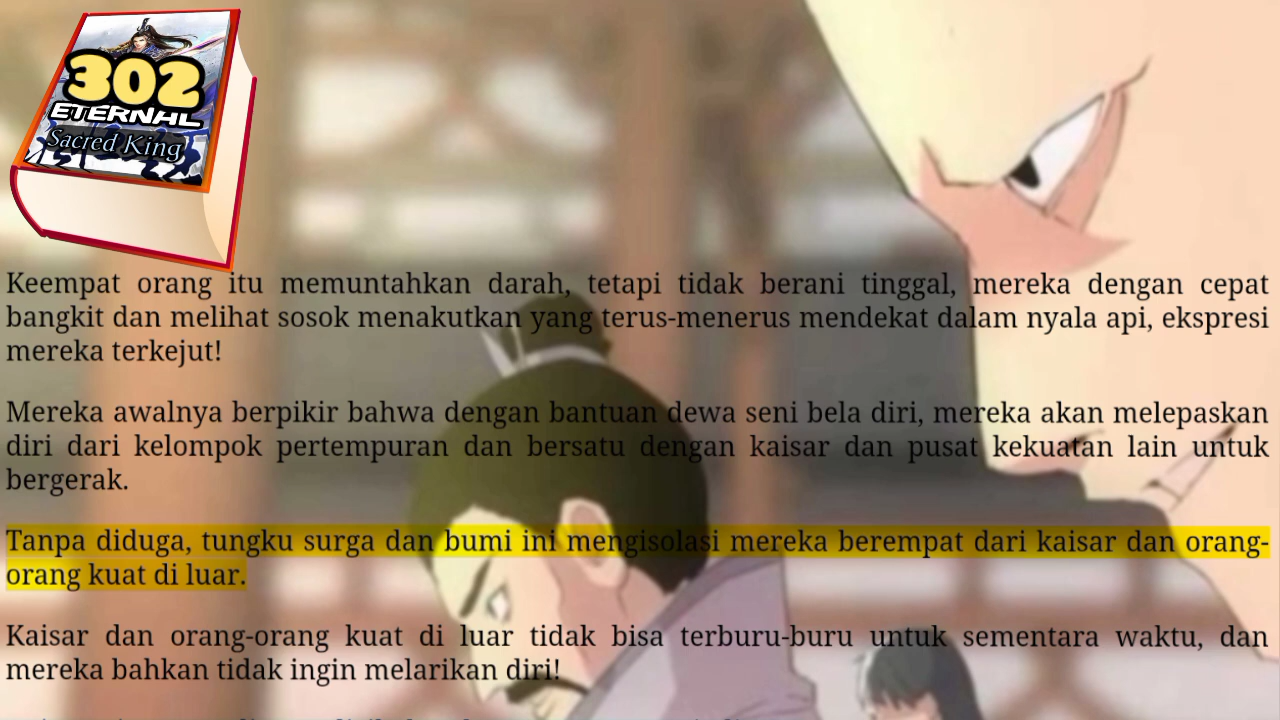 302
ETERNAL
Sacred King
Keempat orang itu memuntahkan darah, tetapi tidak berani tinggal, mereka dengan cepat
bangkit dan melihat sosok menakutkan yang terus-menerus mendekat dalam nyala api, ekspresi
mereka terkejut!
Mereka awalnya berpikir bahwa dengan bantuan dewa seni bela diri, mereka akan melepaskan
diri dari kelompok pertempuran dan bersatu dengan kaisar dan pusat kekuatan lain untuk
bergerak.
Tanpa diduga, tungku surga dan bumi ini mengisolasi mereka berempat dari kaisar dan orang-
orang kuat di luar.
Kaisar dan orang-orang kuat di luar tidak bisa terburu-buru untuk sementara waktu, dan
mereka bahkan tidak ingin melarikan diri!